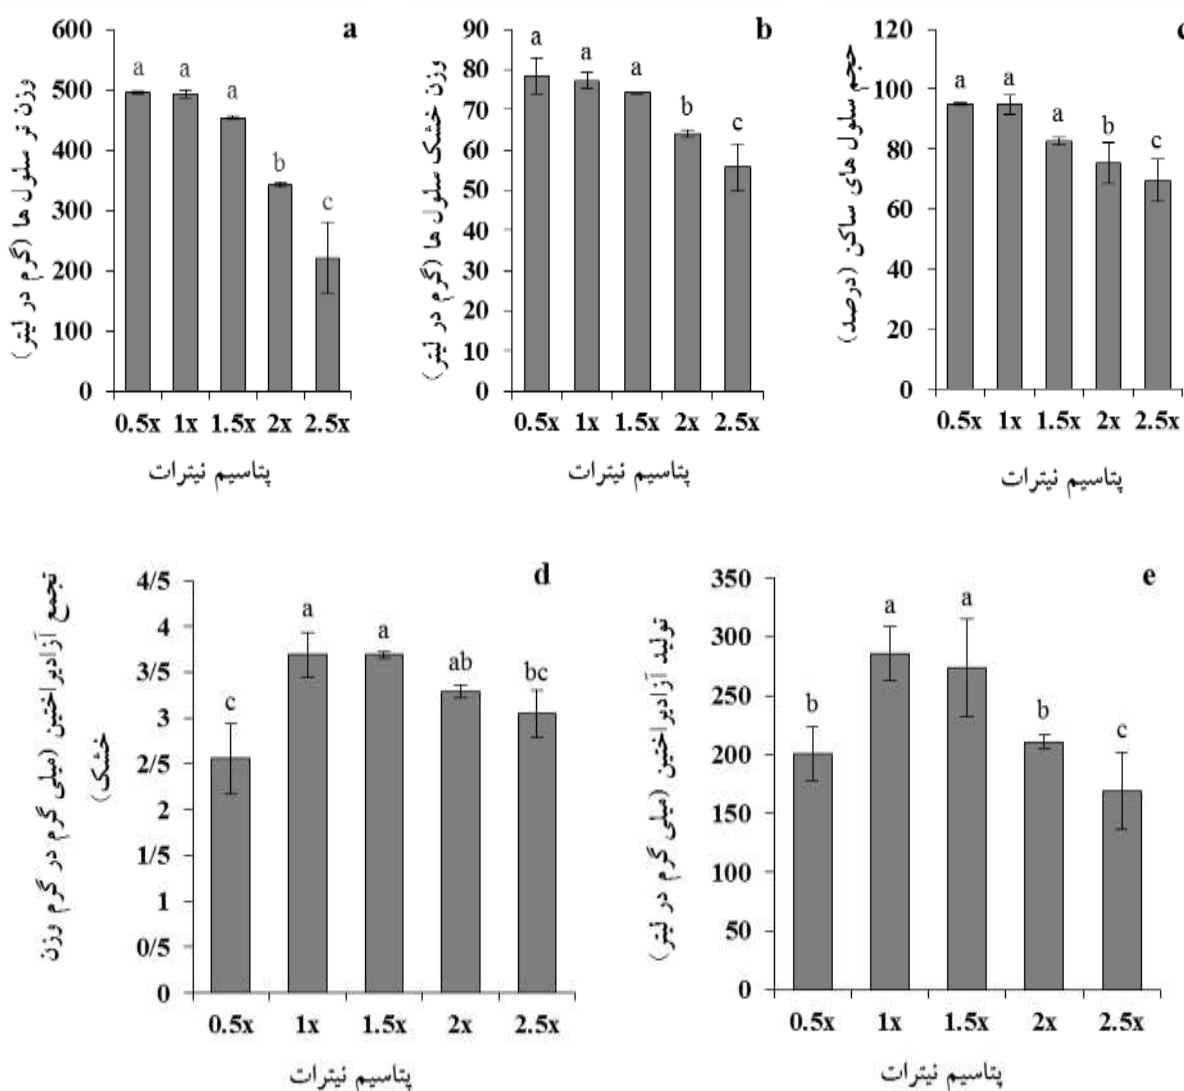 a
وزن تر سلول ها (گرم در لیتر)
600
500
400
300
200
100
0
a
a
a
b
c
0.5x 1x 1.5x 2x 2.5x
پتاسیم نیترات
b
وزن خشک سلول ها (گرم در لیتر)
90
80
70
60
50
40
30
20
10
0
a
a
a
b
c
0.5x 1x 1.5x 2x 2.5x
پتاسیم نیترات
c
حجم سلول های ساکن (درصد)
120
100
80
60
40
20
0
a
a
a
b
c
0.5x 1x 1.5x 2x 2.5x
پتاسیم نیترات
d
تجمع آزادیراختین (میلی گرم در گرم وزن
خشک)
4/5
4
3/5
3
2/5
2
1/5
1
0/5
0
c
a
a
ab
bc
0.5x 1x 1.5x 2x 2.5x
پتاسیم نیترات
e
تولید آزادیراختین (میلی گرم در لیتر)
350
300
250
200
150
100
50
0
b
a
a
b
c
0.5x 1x 1.5x 2x 2.5x
پتاسیم نیترات